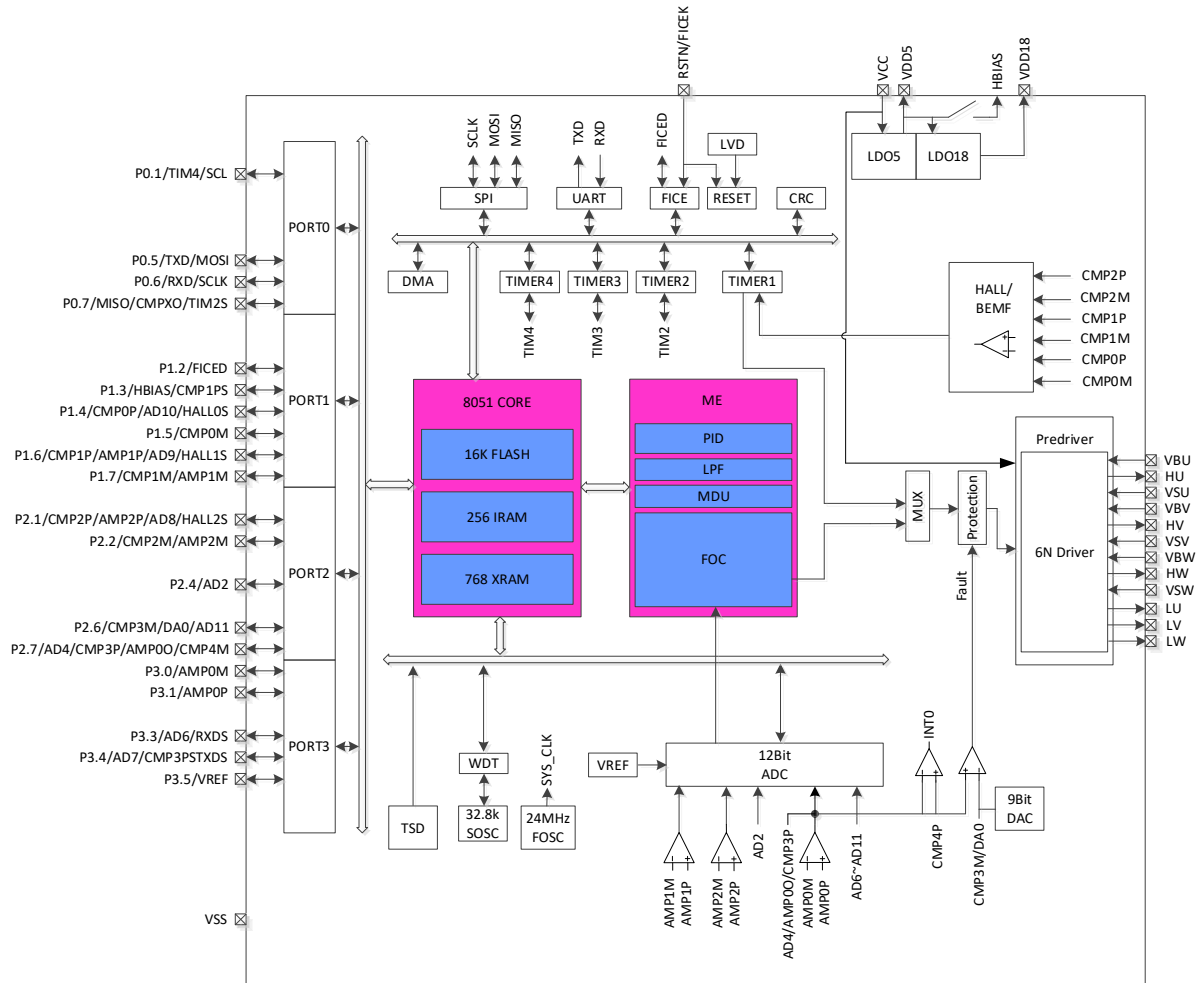 RSTN/FICEK
VCC
VDD5
HBIAS
VDD18
SCLK
MOSI
MISO
TXD
RXD
FICED
LVD
LDO5
LDO18
P0.1/TIM4/SCL
SPI
UART
FICE
RESET
CRC
PORT0
P0.5/TXD/MOSI
P0.6/RXD/SCLK
P0.7/MISO/CMPXO/TIM2S
DMA
TIMER4
TIMER3
TIMER2
TIMER1
TIM4
TIM3
TIM2
HALL/
BEMF
CMP2P
CMP2M
CMP1P
CMP1M
CMP0P
CMP0M
P1.2/FICED
P1.3/HBIAS/CMP1PS
P1.4/CMP0P/AD10/HALL0S
P1.5/CMP0M
P1.6/CMP1P/AMP1P/AD9/HALL1S
P1.7/CMP1M/AMP1M
PORT1
8051 CORE
16K FLASH
256 IRAM
768 XRAM
ME
PID
LPF
MDU
FOC
MUX
Protection
Fault
Predriver
6N Driver
VBU
HU
VSU
VBV
HV
VSV
VBW
HW
VSW
LU
LV
LW
P2.1/CMP2P/AMP2P/AD8/HALL2S
P2.2/CMP2M/AMP2M
P2.4/AD2
P2.6/CMP3M/DA0/AD11
P2.7/AD4/CMP3P/AMP0O/CMP4M
PORT2
P3.0/AMP0M
P3.1/AMP0P
P3.3/AD6/RXDS
P3.4/AD7/CMP3PSTXDS
P3.5/VREF
PORT3
TSD
WDT
32.8k
SOSC
SYS_CLK
24MHz
FOSC
VREF
12Bit
ADC
INT0
9Bit
DAC
AMP1M
AMP1P
AMP2M
AMP2P
AD2
AD4/AMP0O/CMP3P
AMP0M
AMP0P
AD6~AD11
CMP4P
CMP3M/DA0
VSS